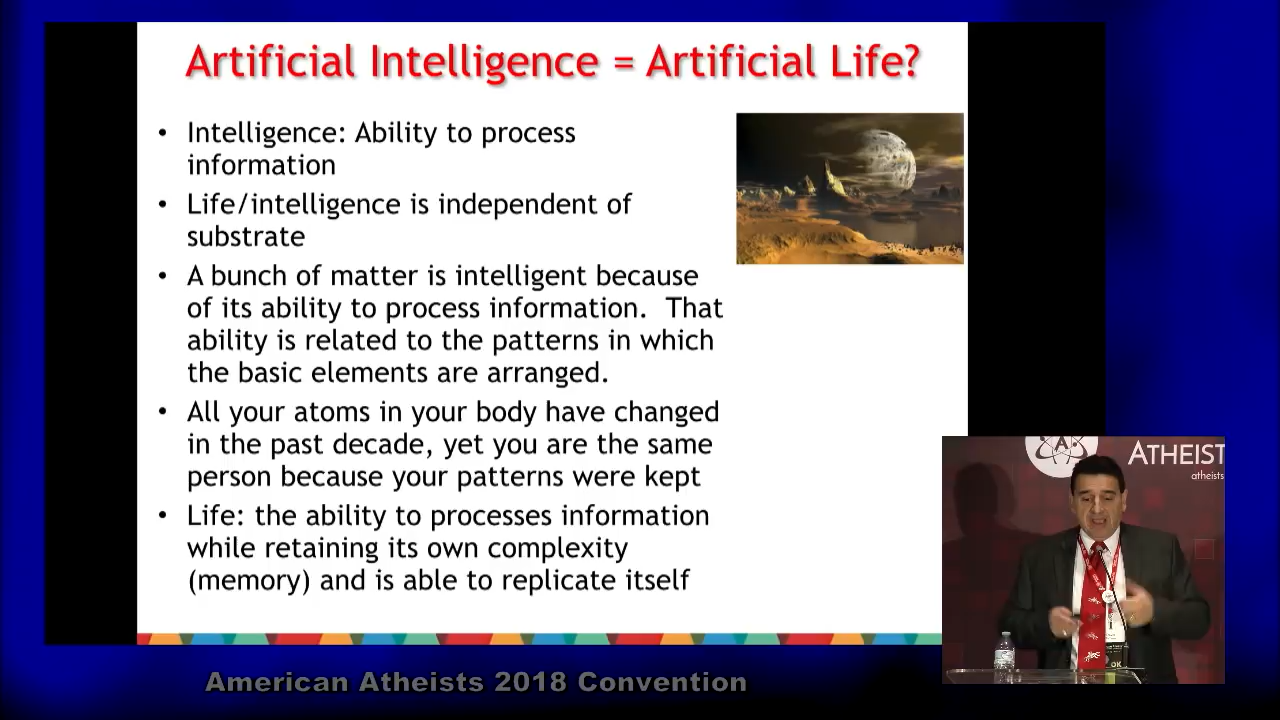 Artificial Intelligence = Artificial Life?
• Intelligence: Ability to process
information
• Life/intelligence is independent of
substrate
• A bunch of matter is intelligent because
of its ability to process information.  That
ability is related to the patterns in which
the basic elements are arranged.
• All your atoms in your body have changed
in the past decade, yet you are the same
person because your patterns were kept
• Life: the ability to processes information
while retaining its own complexity
(memory) and is able to replicate itself
A
ATHEIST
atheists
OK
American Atheists 2018 Convention